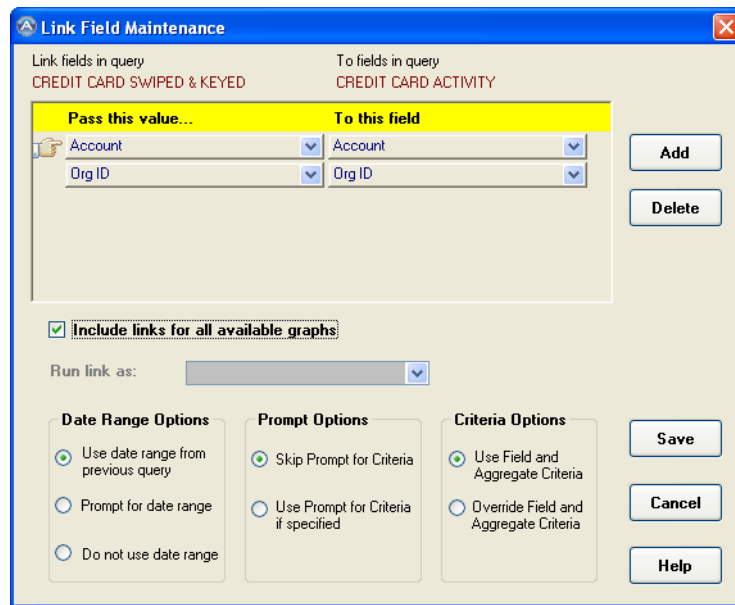 Link Field Maintenance
Link fields in query
To fields in query
CREDIT CARD SWIPED & KEYED
CREDIT CARD ACTIVITY
Pass this value...
To this field
Account
Account
Org ID
Org ID
Add
Delete
Include links for all available graphs
Run link as:
Date Range Options
Use date range from
previous query
Prompt for date range
Do not use date range
Prompt Options
Skip Prompt for Criteria
Use Prompt for Criteria
if specified
Criteria Options
Use Field and
Aggregate Criteria
Override Field and
Aggregate Criteria
Save
Cancel
Help